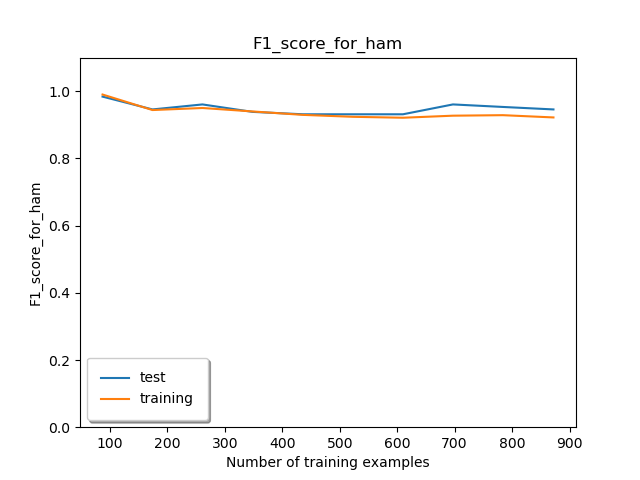 F1_score_for_ham
F1_score_for_ham
1.0
0.8
0.6
0.4
0.2
0.0
test
training
100 200 300 400 500 600 700 800 900
Number of training examples